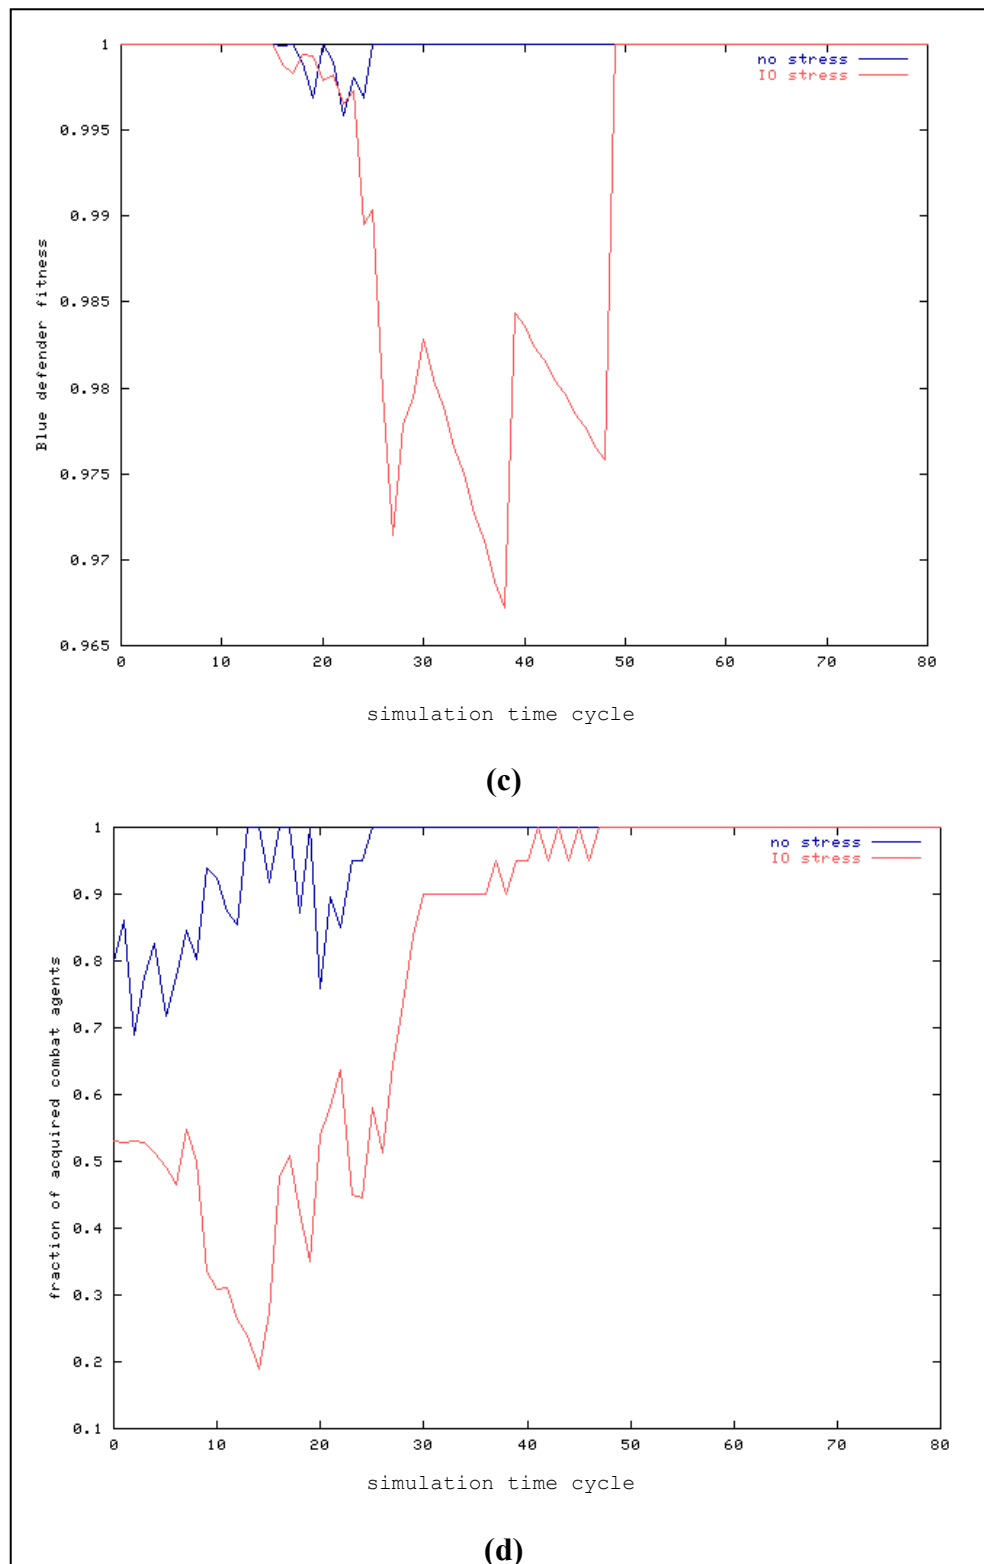 1
0.995
0.99
0.985
0.98
0.975
0.97
0.965
Blue defender fitness
no stress
IO stress
0 10 20 30 40 50 60 70 80
simulation time cycle
(c)
1
0.9
0.8
0.7
0.6
0.5
0.4
0.3
0.2
0.1
fraction of acquired combat agents
no stress
IO stress
0 10 20 30 40 50 60 70 80
simulation time cycle
(d)